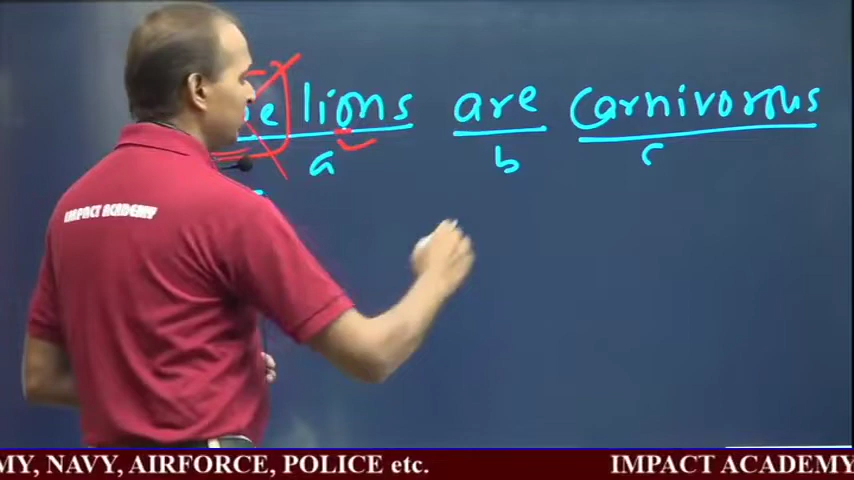 lions are carnivorous
a b c
IMPACT ACADEMY
MY, NAVY, AIRFORCE, POLICE etc. IMPACT ACADEMY